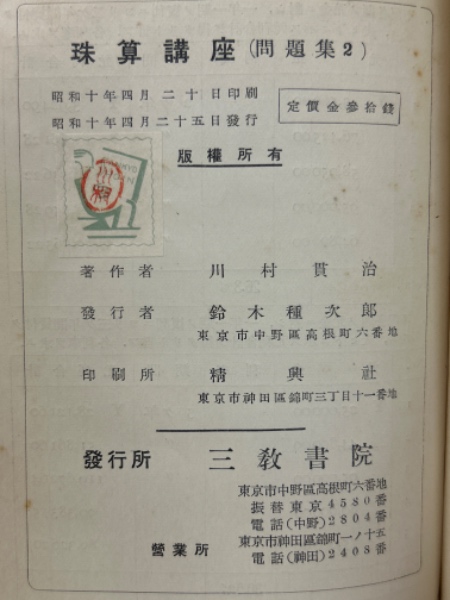 珠算講座(問題集2)
昭和十年四月二十日印刷
昭和十年四月二十五日發行
定價金參拾錢
版權所有
著作者 川村貫治
發行者 鈴木種次郎
東京市中野區高根町六番地
印刷所 精興社
東京市神田區錦町三丁目十一番地
發行所 三敎書院
東京市中野區高根町六番地
振替東京4580番
電話(中野)2804番
營業所 東京市神田區錦町一ノ十五
電話(神田)2408番